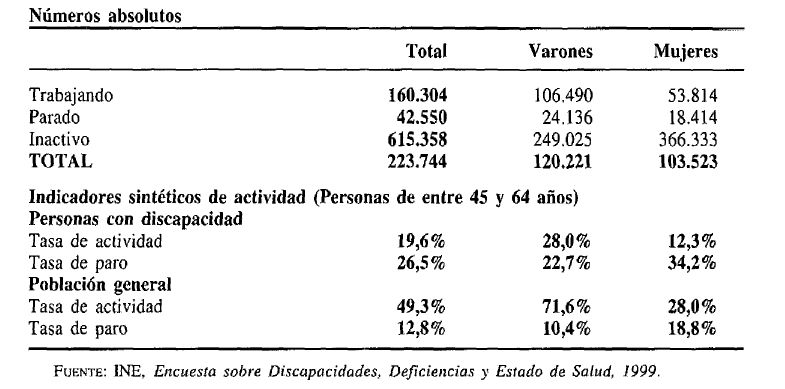 Números absolutos
Total Varones Mujeres
Trabajando 160.304 106.490 53.814
Parado 42.550 24.136 18.414
Inactivo 615.358 249.025 366.333
TOTAL 223.744 120.221 103.523
Indicadores sintéticos de actividad (Personas de entre 45 y 64 años)
Personas con discapacidad
Tasa de actividad 19,6% 28,0% 12,3%
Tasa de paro 26,5% 22,7% 34,2%
Población general
Tasa de actividad 49,3% 71,6% 28,0%
Tasa de paro 12,8% 10,4% 18,8%
FUENTE: INE, Encuesta sobre Discapacidades, Deficiencias y Estado de Salud, 1999.